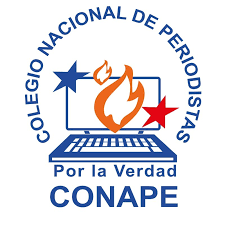 COLEGIO NACIONAL DE PERIODISTAS
Por la Verdad
CONAPE